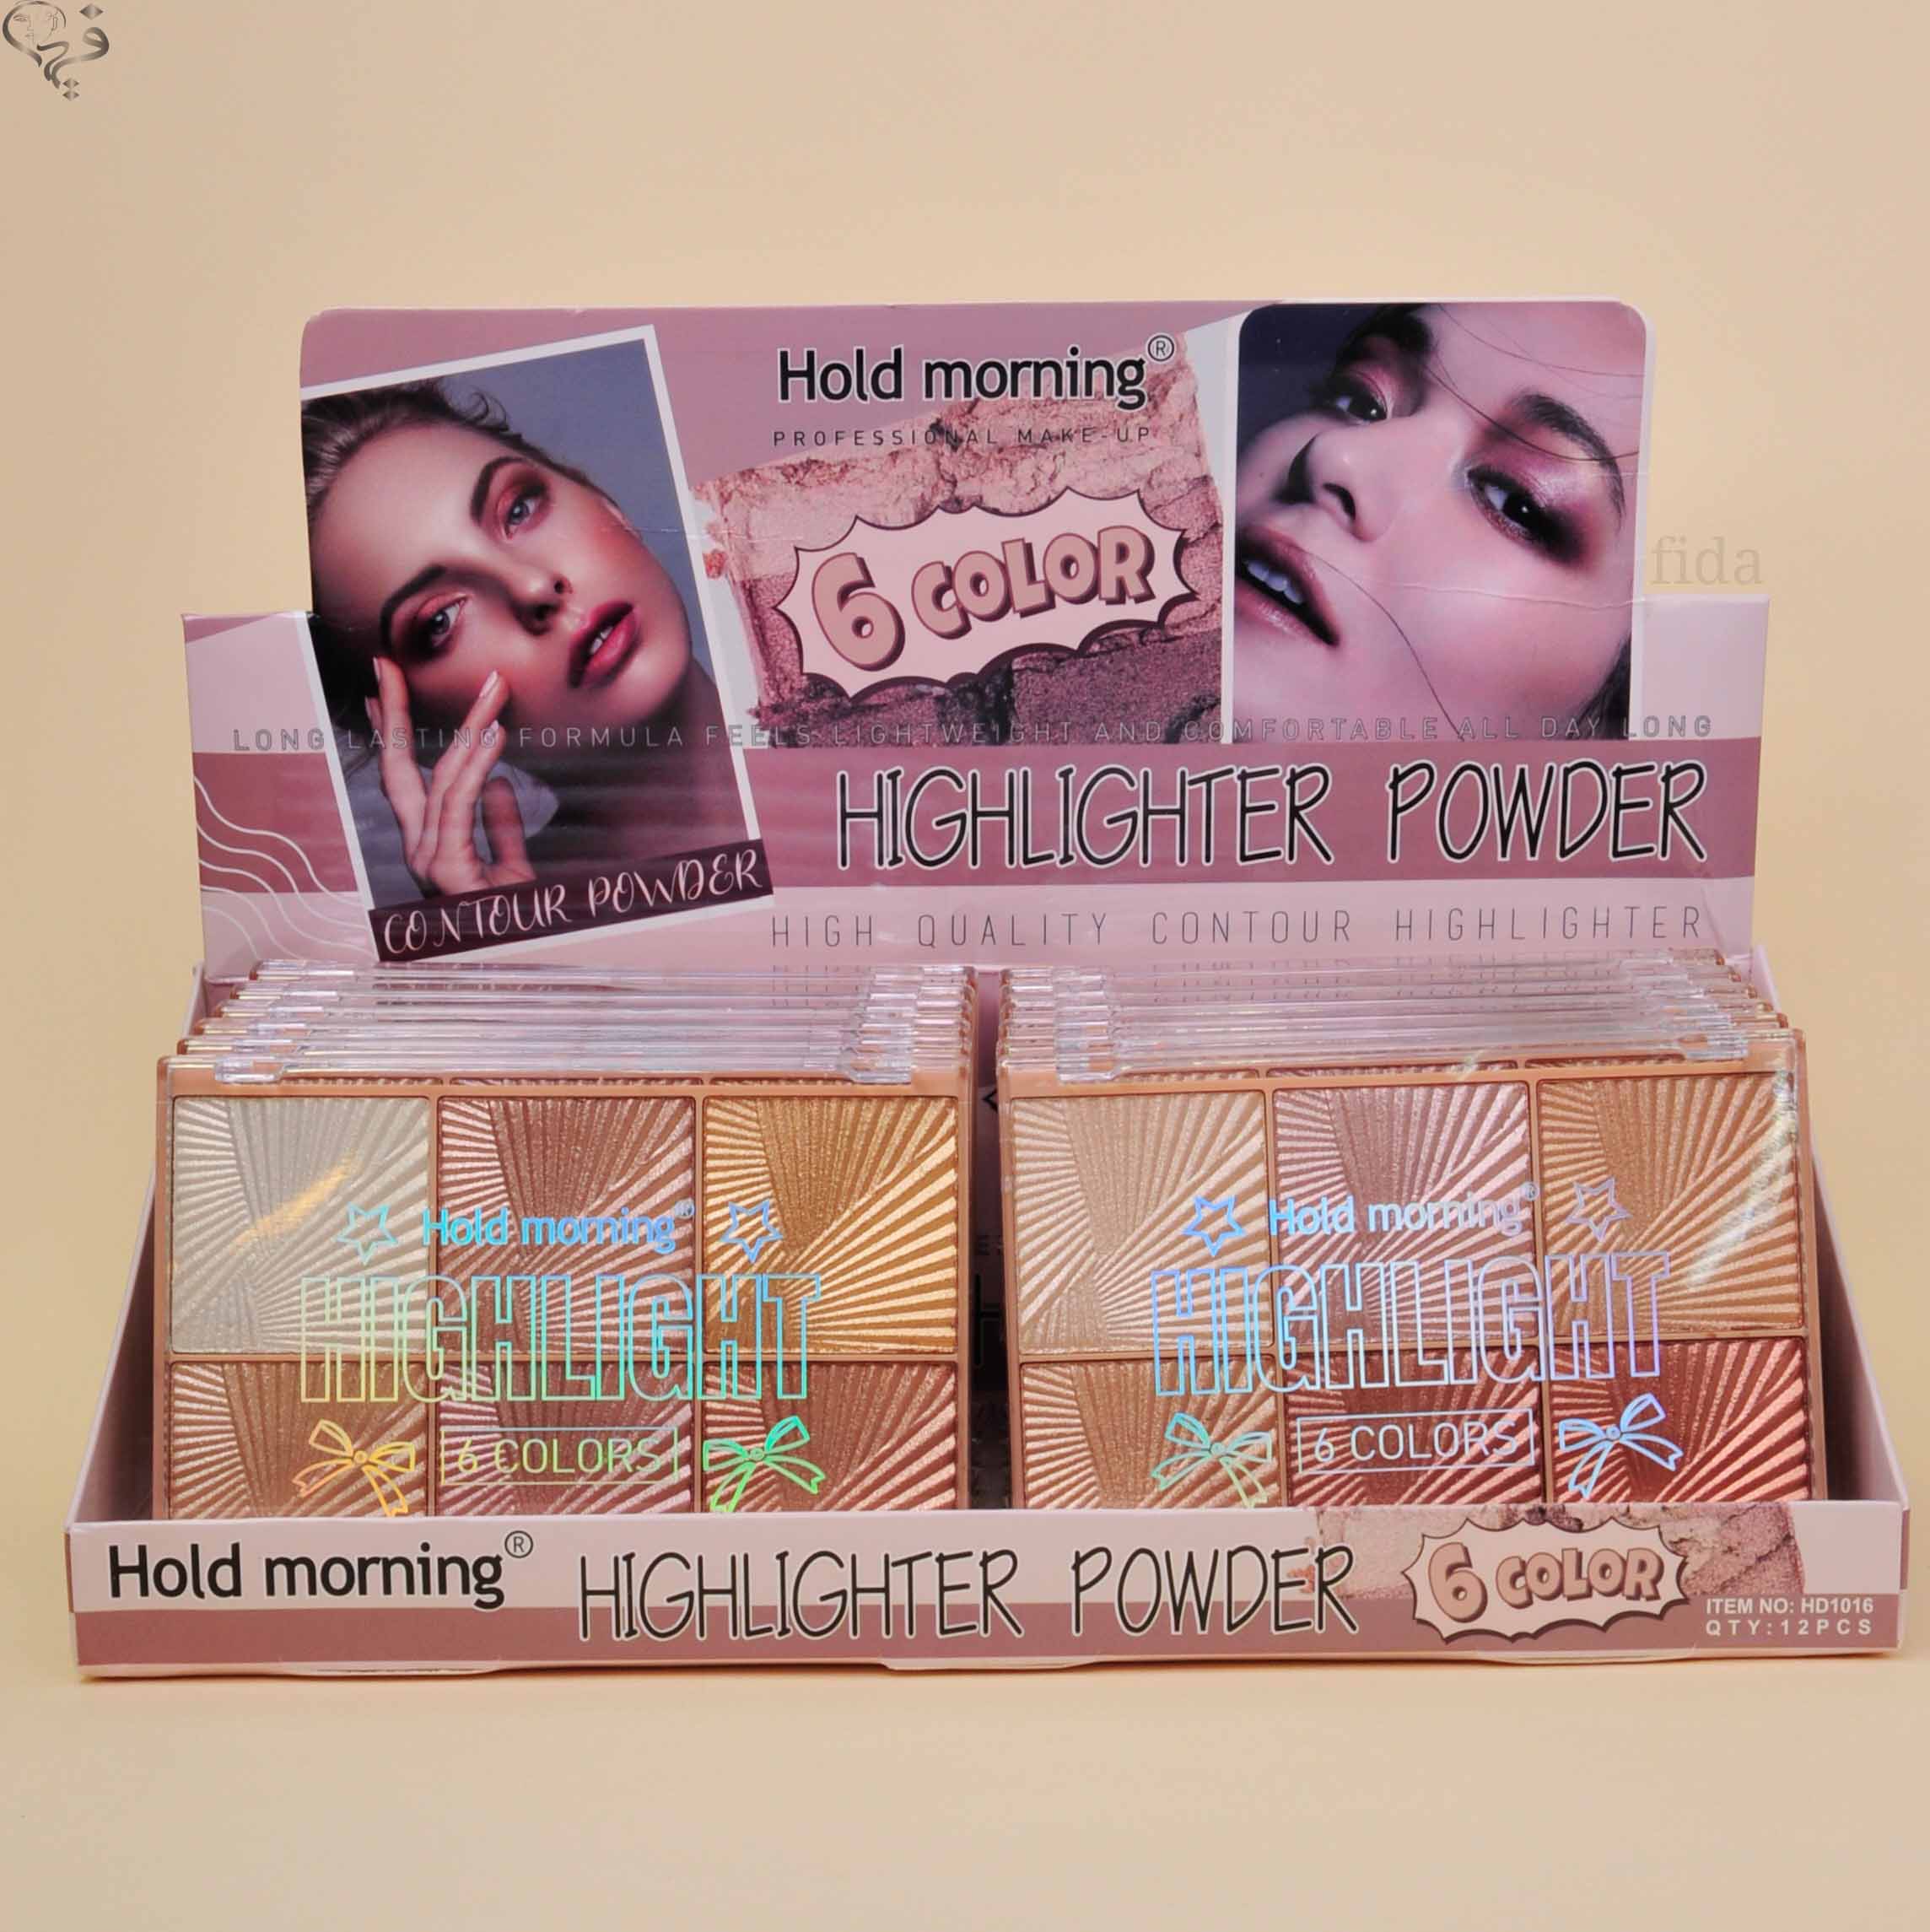 Hold morning®
PROFESSIONAL MAKE-UP
6 COLOR
fida
LONG LASTING FORMULA FEELS LIGHTWEIGHT AND COMFORTABLE ALL DAY LONG
HIGHLIGHTER POWDER
CONTOUR POWDER
HIGH QUALITY CONTOUR HIGHLIGHTER
Hold morning®
HIGHLIGHT
6 COLORS
Hold morning®
HIGHLIGHT
6 COLORS
Hold morning®
HIGHLIGHTER POWDER
6 COLOR
ITEM NO: HD1016
QTY:12PCS